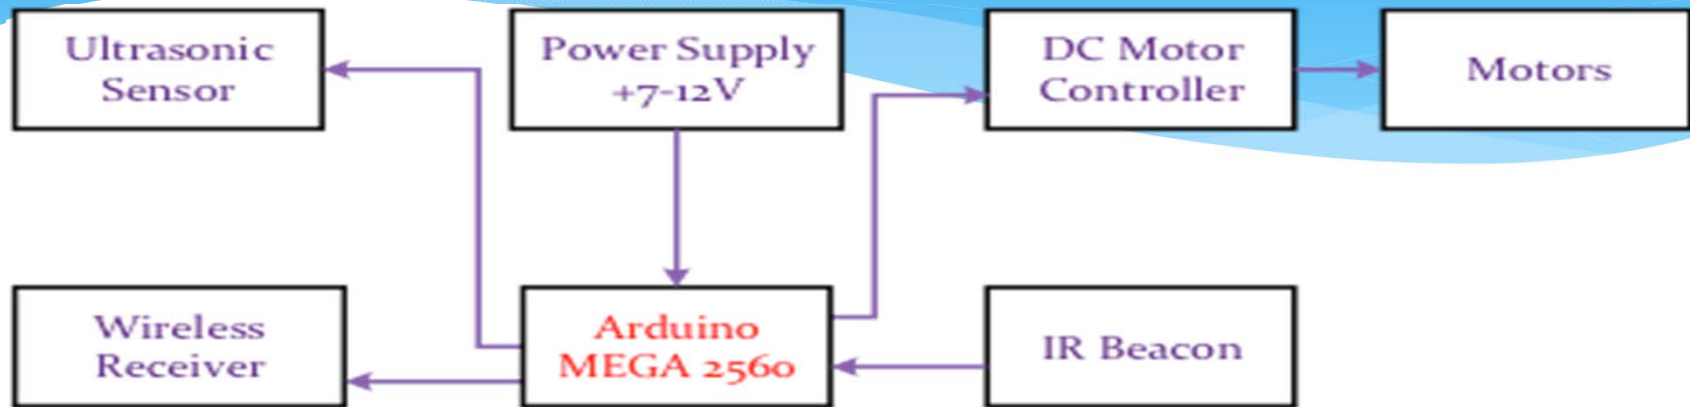 Ultrasonic
Sensor
Power Supply
+7-12V
DC Motor
Controller
Motors
Wireless
Receiver
Arduino
MEGA 2560
IR Beacon